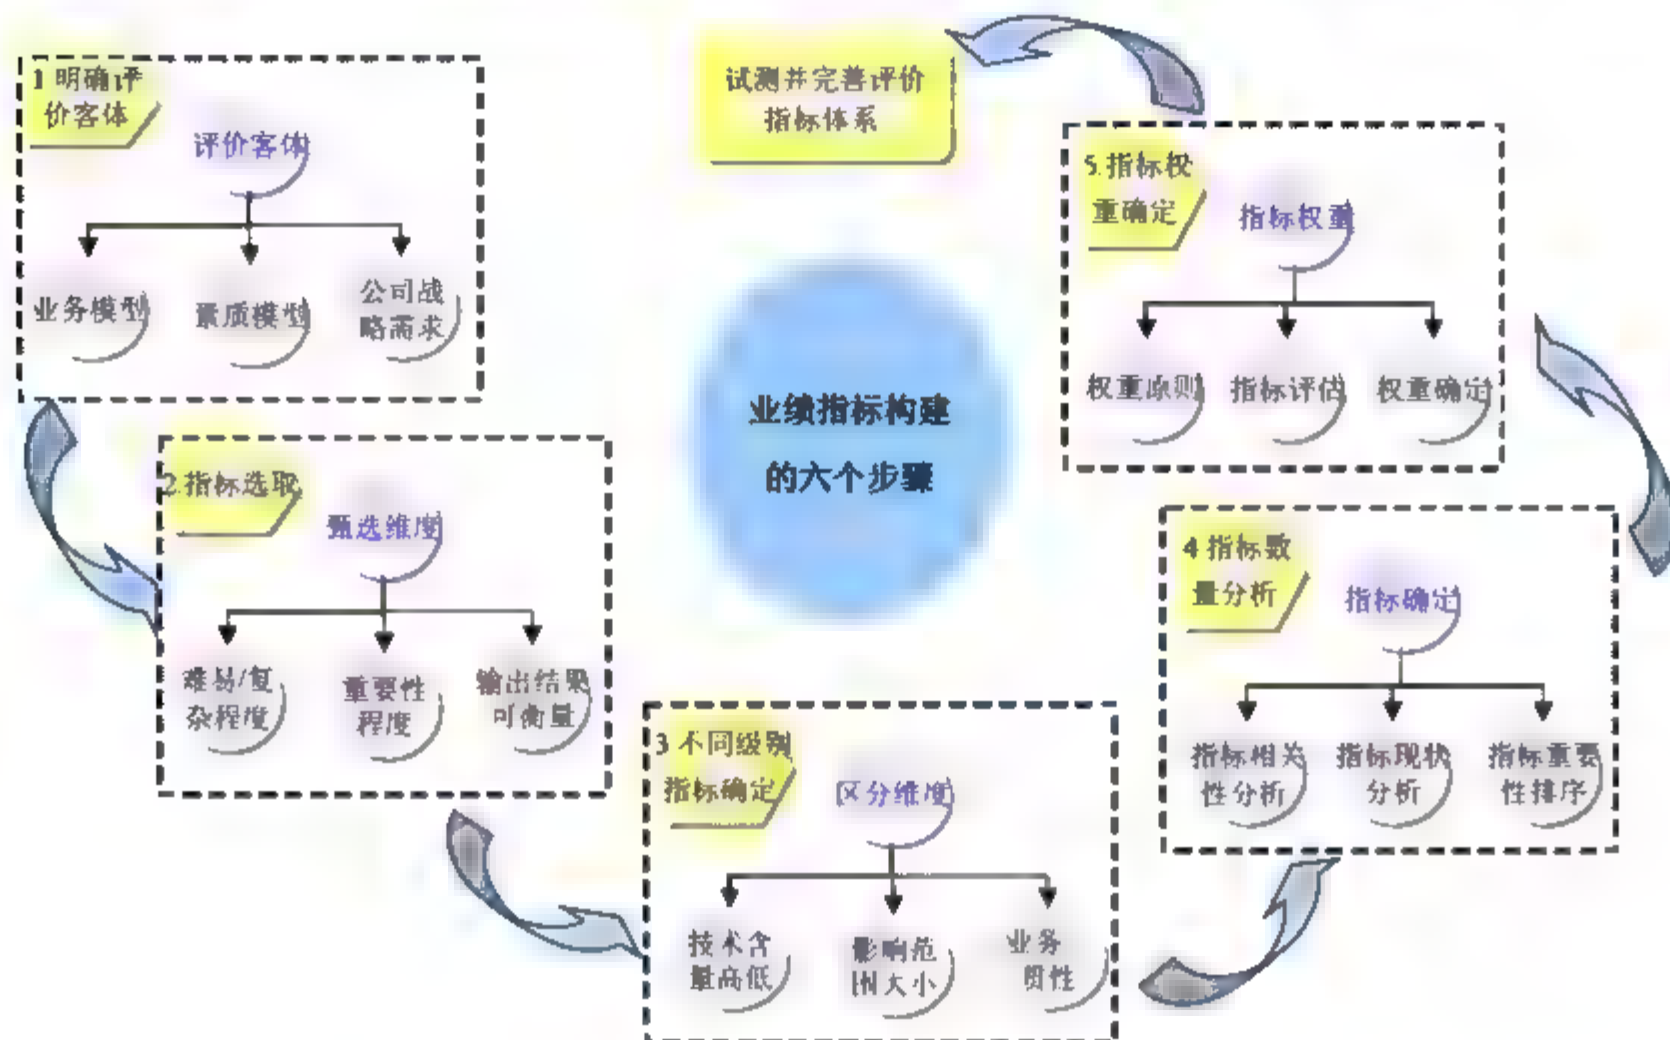 1 明确评
价客体
评价客体
业务模型
素质模型
公司战
略需求
2.指标选取
甄选维度
难易/复
杂程度
重要性
程度
输出结果
可衡量
3 不同级别
指标确定
区分维度
技术含
量高低
影响范
围大小
业务
贯性
4 指标数
量分析
指标确定
指标相关
性分析
指标现状
分析
指标重要
性排序
5.指标权
重确定
指标权重
权重原则
指标评估
权重确定
试测并完善评价
指标体系
业绩指标构建
的六个步骤